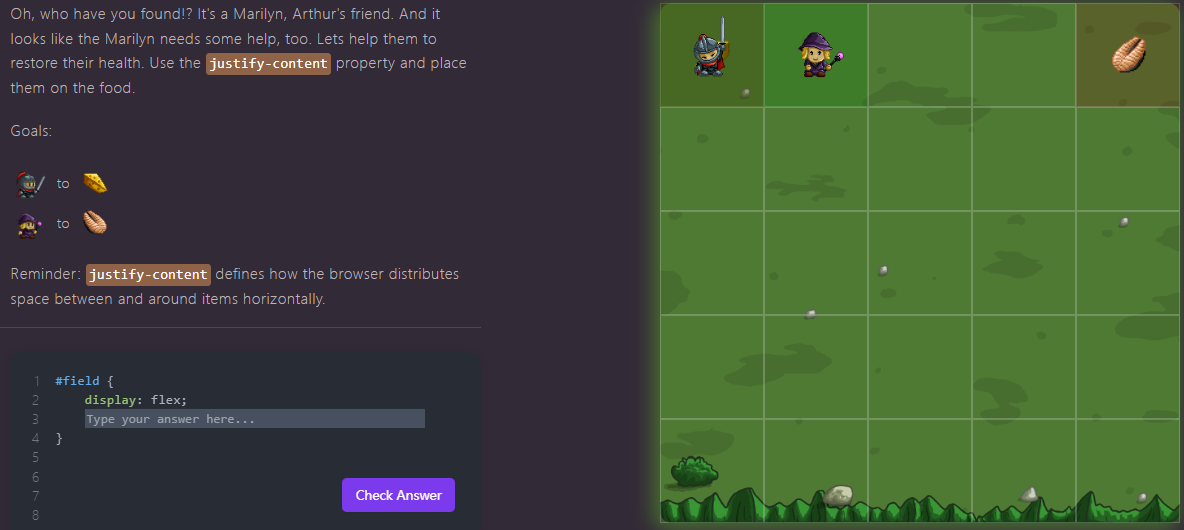 Oh, who have you found!? It's a Marilyn, Arthur's friend. And it
looks like the Marilyn needs some help, too. Lets help them to
restore their health. Use the justify-content property and place
them on the food.
Goals:
to
to
Reminder: justify-content defines how the browser distributes
space between and around items horizontally.
1 #field {
2 display: flex;
3 Type your answer here...
4 }
5
6
7
8
Check Answer